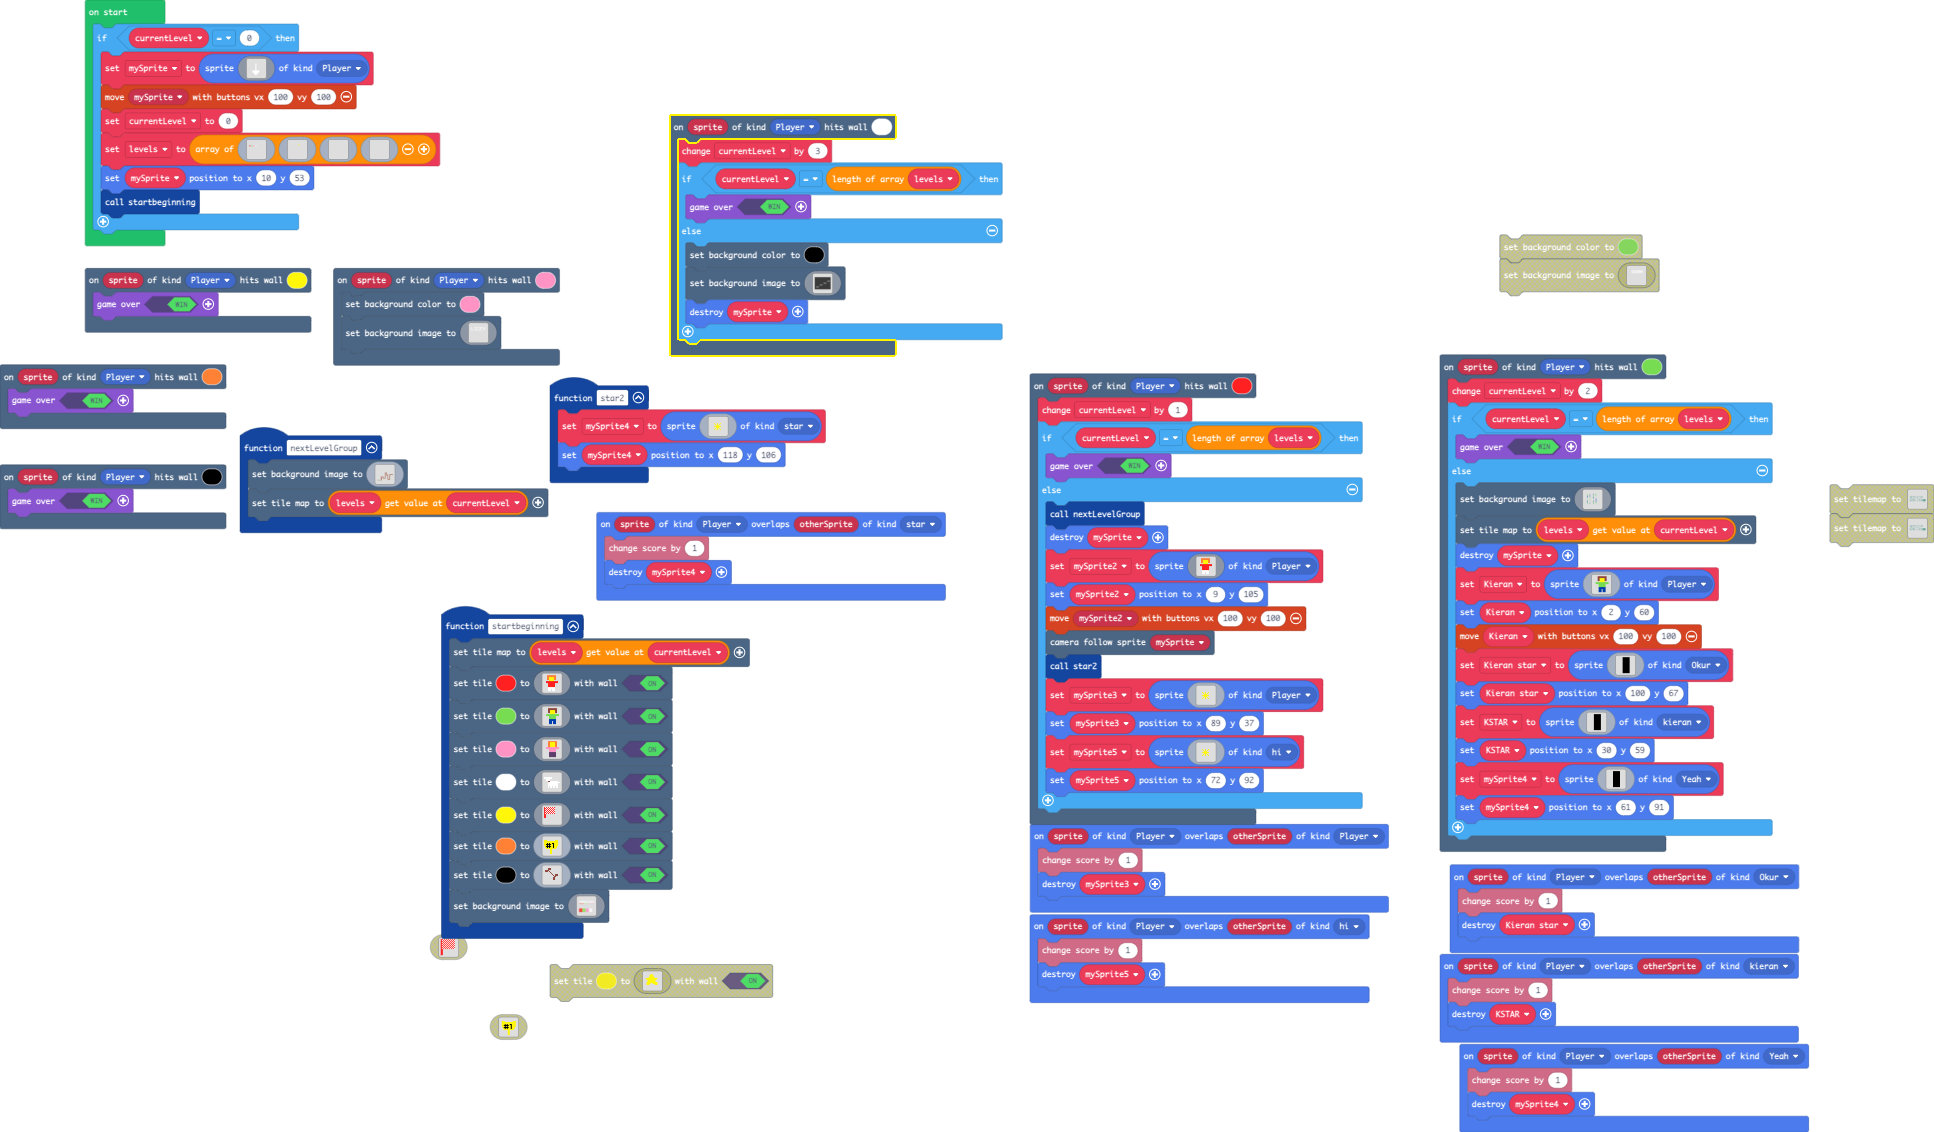 on start
if currentLevel = 0 then
set mySprite to sprite of kind Player
move mySprite with buttons vx 100 vy 100
set currentLevel to 0
set levels to array of
set mySprite position to x 10 y 53
call startbeginning
on sprite of kind Player hits wall
game over WIN
on sprite of kind Player hits wall
set background color to
set background image to
on sprite of kind Player hits wall
game over WIN
on sprite of kind Player hits wall
game over WIN
function nextLevelGroup
set background image to
set tile map to levels get value at currentLevel
function star2
set mySprite4 to sprite of kind star
set mySprite4 position to x 118 y 106
on sprite of kind Player overlaps otherSprite of kind star
change score by 1
destroy mySprite4
function startbeginning
set tile map to levels get value at currentLevel
set tile to with wall ON
set tile to with wall ON
set tile to with wall ON
set tile to with wall ON
set tile to with wall ON
set tile to #1 with wall ON
set tile to with wall ON
set background image to
set tile to with wall ON
#1
on sprite of kind Player hits wall
change currentLevel by 3
if currentLevel = length of array levels then
game over WIN
else
set background color to
set background image to
destroy mySprite
on sprite of kind Player hits wall
change currentLevel by 1
if currentLevel = length of array levels then
game over WIN
else
call nextLevelGroup
destroy mySprite
set mySprite2 to sprite of kind Player
set mySprite2 position to x 9 y 105
move mySprite2 with buttons vx 100 vy 100
camera follow sprite mySprite
call star2
set mySprite3 to sprite of kind Player
set mySprite3 position to x 89 y 37
set mySprite5 to sprite of kind hi
set mySprite5 position to x 72 y 92
on sprite of kind Player overlaps otherSprite of kind Player
change score by 1
destroy mySprite3
on sprite of kind Player overlaps otherSprite of kind hi
change score by 1
destroy mySprite5
set background color to
set background image to
on sprite of kind Player hits wall
change currentLevel by 2
if currentLevel = length of array levels then
game over WIN
else
set background image to
set tile map to levels get value at currentLevel
destroy mySprite
set Kieran to sprite of kind Player
set Kieran position to x 2 y 60
move Kieran with buttons vx 100 vy 100
set Kieran star to sprite of kind Okur
set Kieran star position to x 100 y 67
set KSTAR to sprite of kind kieran
set KSTAR position to x 30 y 59
set mySprite4 to sprite of kind Yeah
set mySprite4 position to x 61 y 91
on sprite of kind Player overlaps otherSprite of kind Okur
change score by 1
destroy Kieran star
on sprite of kind Player overlaps otherSprite of kind kieran
change score by 1
destroy KSTAR
on sprite of kind Player overlaps otherSprite of kind Yeah
change score by 1
destroy mySprite4
set tilemap to
set tilemap to